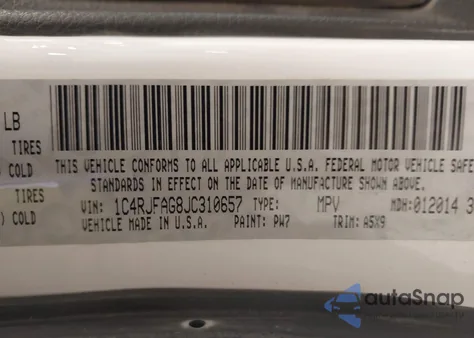 LB
TIRES
COLD
THIS VEHICLE CONFORMS TO ALL APPLICABLE U.S.A. FEDERAL MOTOR VEHICLE SAFE
STANDARDS IN EFFECT ON THE DATE OF MANUFACTURE SHOWN ABOVE.
TIRES
) COLD
VIN: 1C4RJFAG8JC310657 TYPE: MPV MDH:012014 3
VEHICLE MADE IN U.S.A. PAINT: PW7 TRIM: A5X9
autoSnap